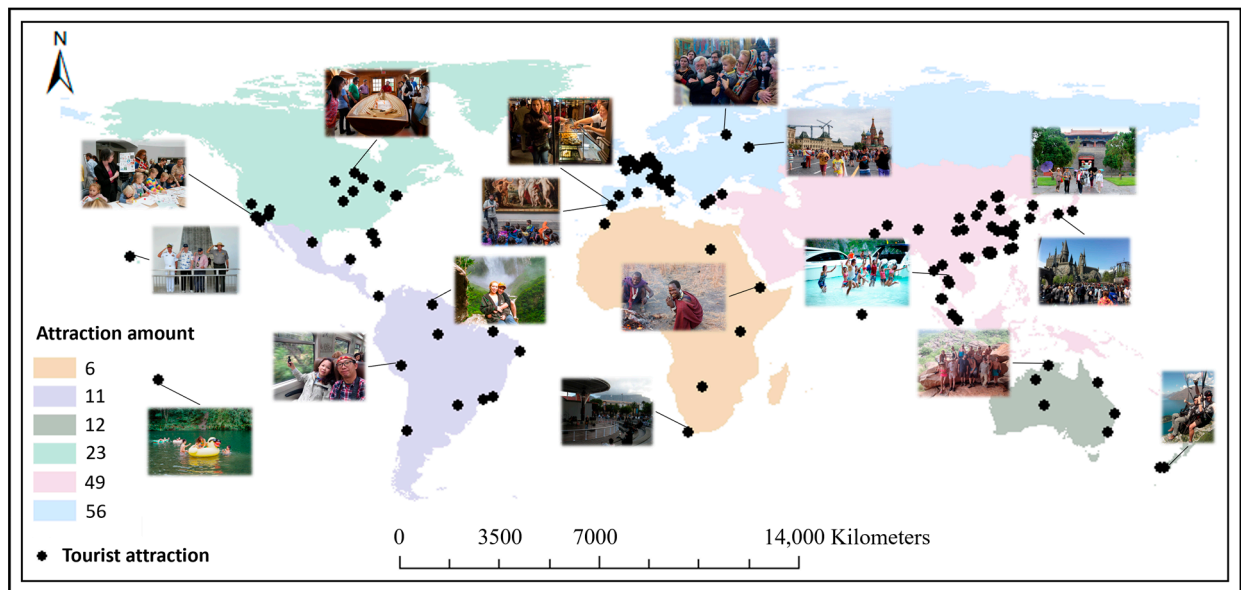 N
Attraction amount
6
11
12
23
49
56
Tourist attraction
0 3500 7000 14,000 Kilometers